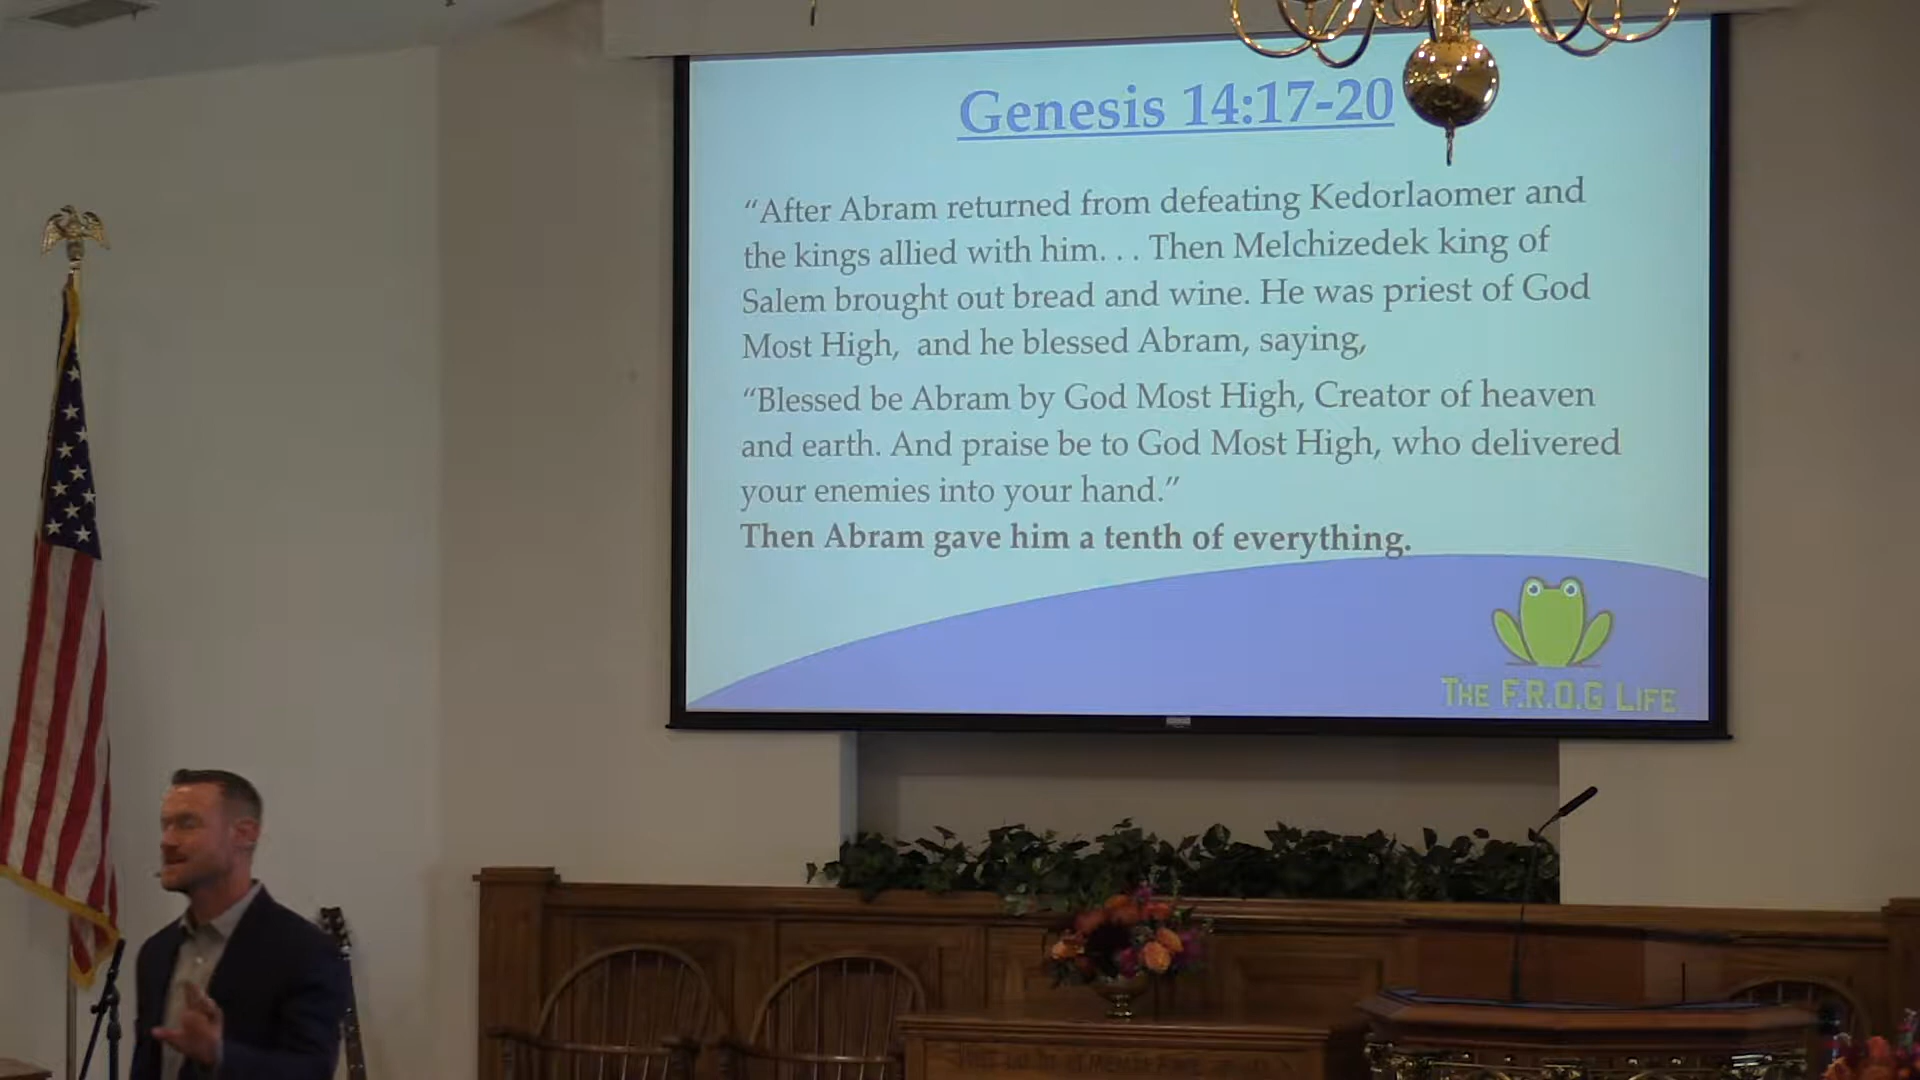 Genesis 14:17-20
“After Abram returned from defeating Kedorlaomer and
the kings allied with him. . . Then Melchizedek king of
Salem brought out bread and wine. He was priest of God
Most High,  and he blessed Abram, saying,
“Blessed be Abram by God Most High, Creator of heaven
and earth. And praise be to God Most High, who delivered
your enemies into your hand.”
Then Abram gave him a tenth of everything.
THE F.R.O.G LIFE